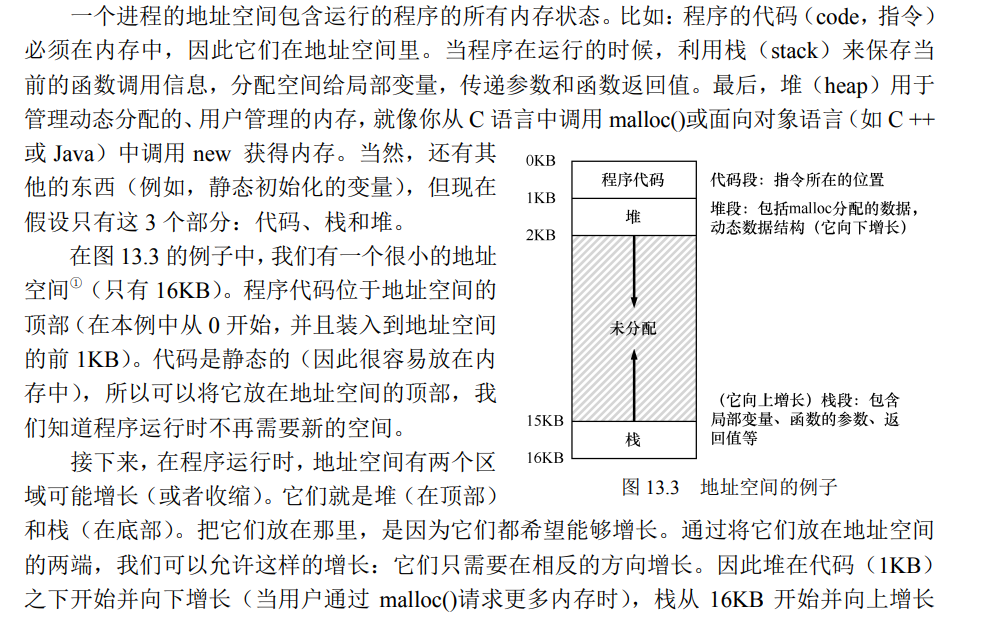 一个进程的地址空间包含运行的程序的所有内存状态。比如：程序的代码（code，指令）
必须在内存中，因此它们在地址空间里。当程序在运行的时候，利用栈（stack）来保存当
前的函数调用信息，分配空间给局部变量，传递参数和函数返回值。最后，堆（heap）用于
管理动态分配的、用户管理的内存，就像你从 C 语言中调用 malloc()或面向对象语言（如 C ++
或 Java）中调用 new 获得内存。当然，还有其
他的东西（例如，静态初始化的变量），但现在
假设只有这 3 个部分：代码、栈和堆。
在图 13.3 的例子中，我们有一个很小的地址
空间①（只有 16KB）。程序代码位于地址空间的
顶部（在本例中从 0 开始，并且装入到地址空间
的前 1KB）。代码是静态的（因此很容易放在内
存中），所以可以将它放在地址空间的顶部，我
们知道程序运行时不再需要新的空间。
接下来，在程序运行时，地址空间有两个区
域可能增长（或者收缩）。它们就是堆（在顶部）
0KB
程序代码
代码段：指令所在的位置
1KB
堆
堆段：包括malloc分配的数据，
动态数据结构（它向下增长）
2KB
未分配
（它向上增长）栈段：包含
局部变量、函数的参数、返
回值等
15KB
栈
16KB
图 13.3 地址空间的例子
和栈（在底部）。把它们放在那里，是因为它们都希望能够增长。通过将它们放在地址空间
的两端，我们可以允许这样的增长：它们只需要在相反的方向增长。因此堆在代码（1KB）
之下开始并向下增长（当用户通过 malloc()请求更多内存时），栈从 16KB 开始并向上增长